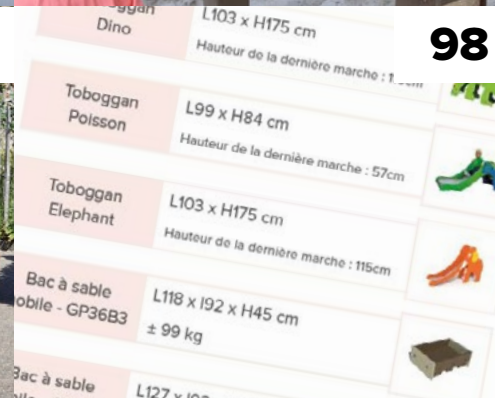 98
Dino
L103 x H175 cm
Hauteur de la dernière marche :
Toboggan
Poisson
L99 x H84 cm
Hauteur de la dernière marche : 57cm
Toboggan
Elephant
L103 x H175 cm
Hauteur de la dernière marche : 115cm
Bac à sable
- GP36B3
L118 x l92 x H45 cm
± 99 kg
Bac à sable
L127 x